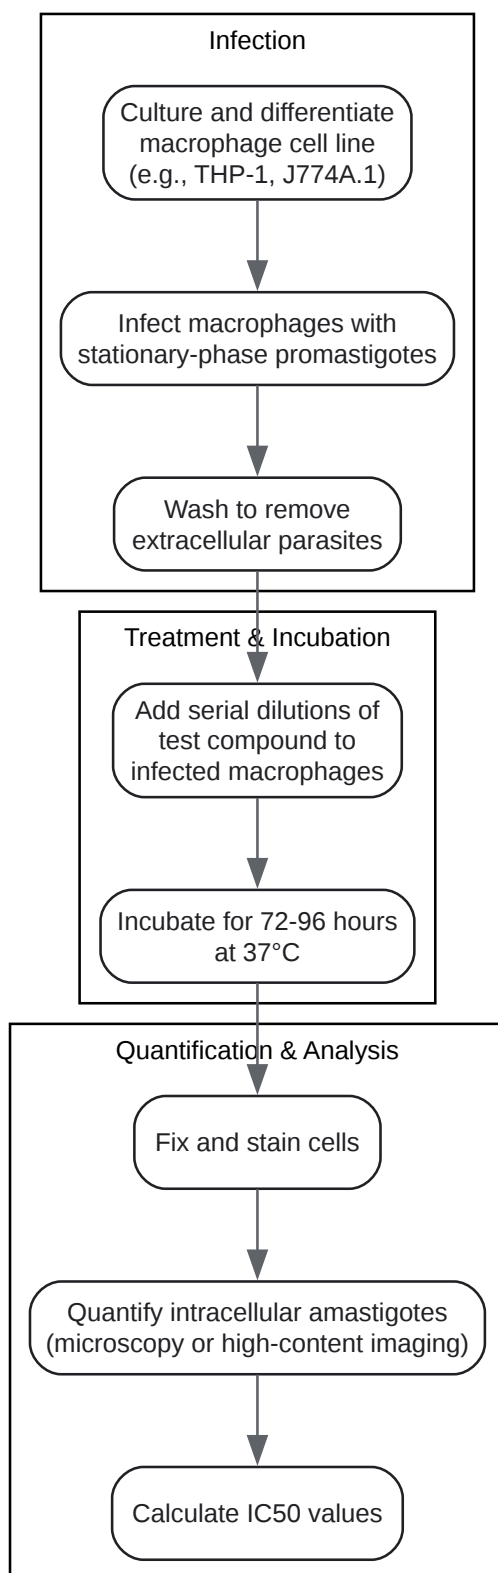 Infection
Culture and differentiate
macrophage cell line
(e.g., THP-1, J774A.1)
Infect macrophages with
stationary-phase promastigotes
Wash to remove
extracellular parasites
Treatment & Incubation
Add serial dilutions of
test compound to
infected macrophages
Incubate for 72-96 hours
at 37°C
Quantification & Analysis
Fix and stain cells
Quantify intracellular amastigotes
(microscopy or high-content imaging)
Calculate IC50 values